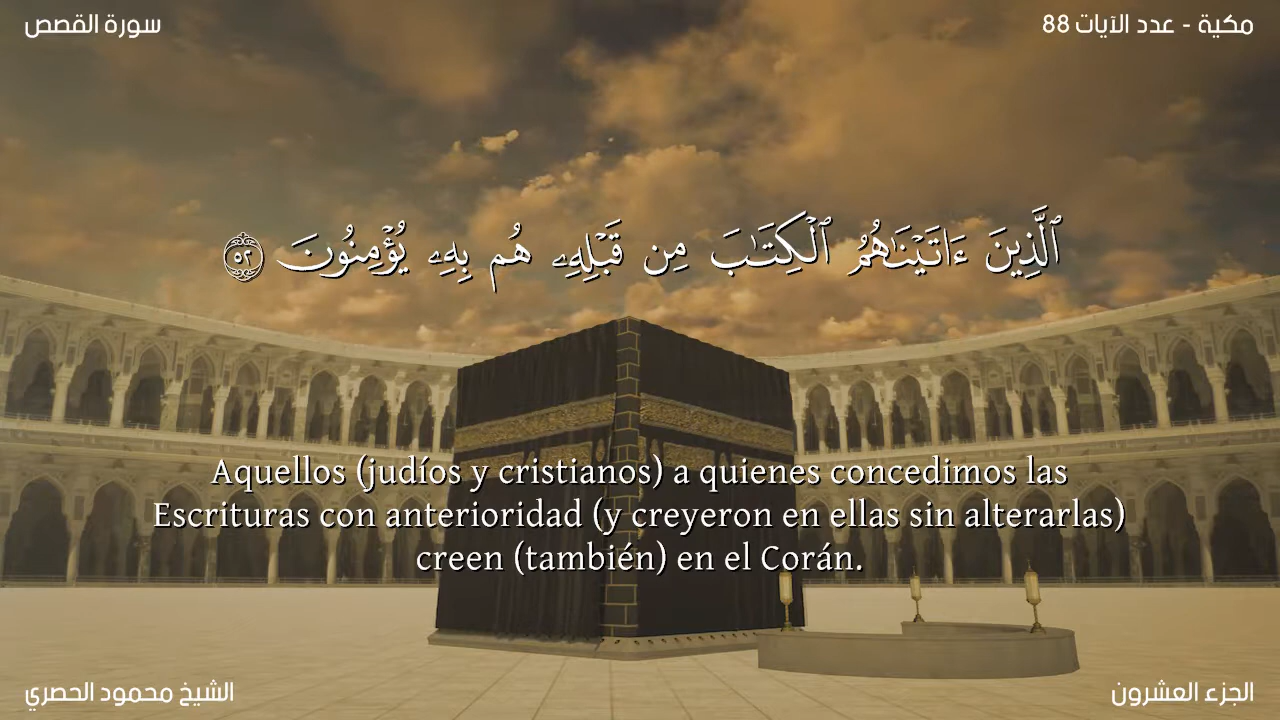 سورة القصص
مكية - عدد الآيات 88
ٱلَّذِينَ ءَاتَيْنَٰهُمُ ٱلْكِتَٰبَ مِن قَبْلِهِۦ هُم بِهِۦ يُؤْمِنُونَ ٥٢
Aquellos (judíos y cristianos) a quienes concedimos las
Escrituras con anterioridad (y creyeron en ellas sin alterarlas)
creen (también) en el Corán.
الشيخ محمود الحصري
الجزء العشرون